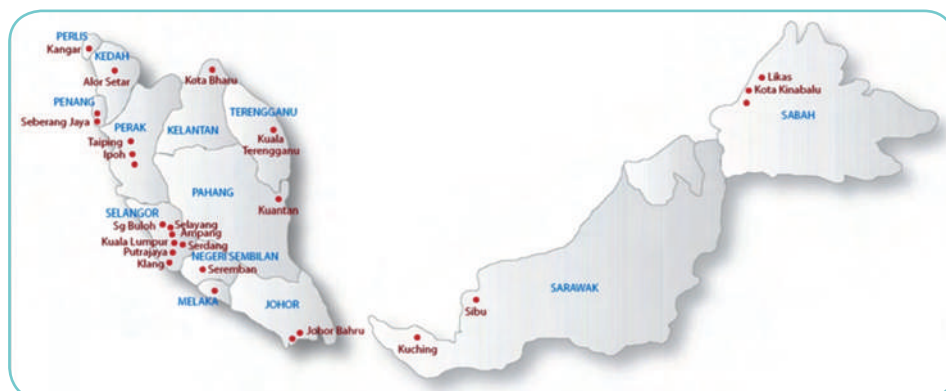 PERLIS
Kangar
KEDAH
Alor Setar
PENANG
Seberang Jaya
PERAK
Taiping
Ipoh
Kota Bharu
KELANTAN
TERENGGANU
Kuala
Terengganu
PAHANG
Kuantan
SELANGOR
Sg Buloh
Selayang
Ampang
Kuala Lumpur
Serdang
Putrajaya
Klang
NEGERI SEMBILAN
Seremban
MELAKA
JOHOR
Johor Bahru
Kuching
Sibu
SARAWAK
Likas
Kota Kinabalu
SABAH